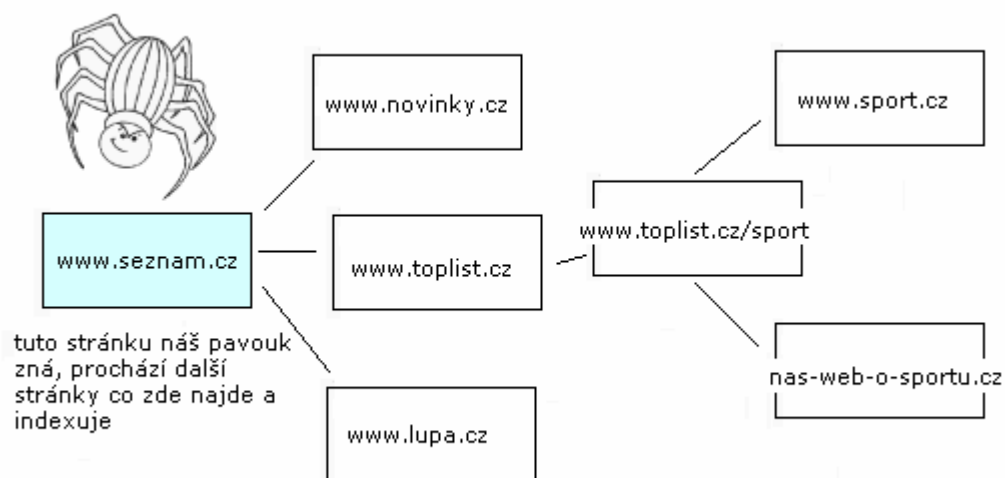 www.novinky.cz
www.sport.cz
www.toplist.cz/sport
www.seznam.cz
www.toplist.cz
tuto stránku náš pavouk
zná, prochází další
stránky co zde najde a
indexuje
nas-web-o-sportu.cz
www.lupa.cz